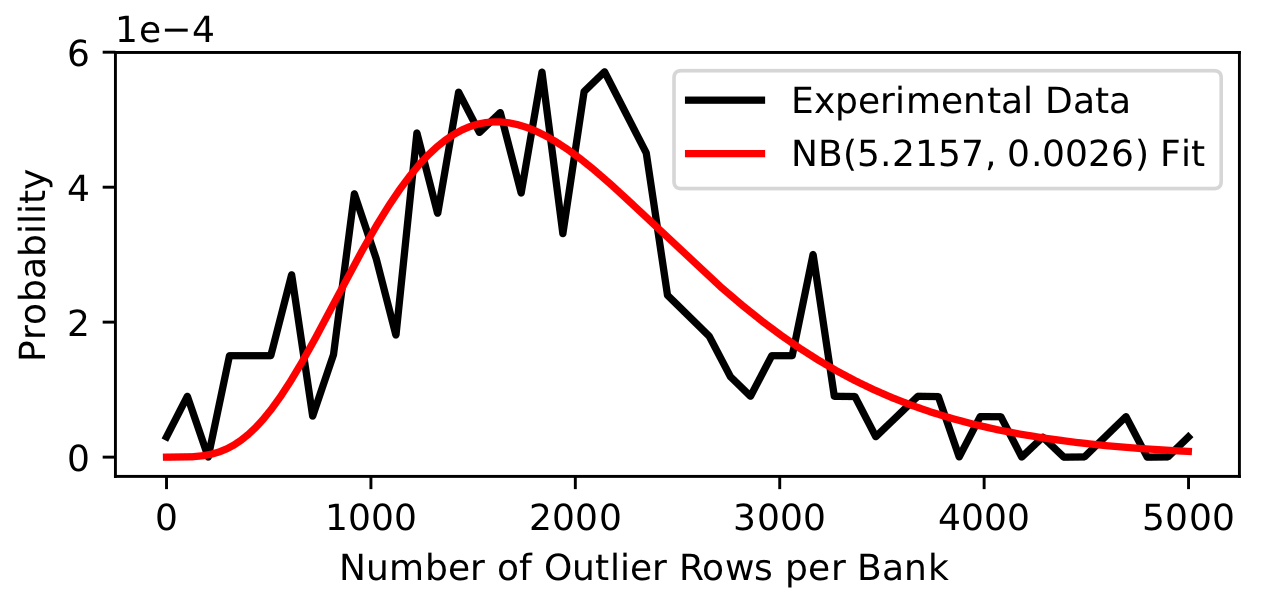 1e−4
6
4
2
0
Probability
Experimental Data
NB(5.2157, 0.0026) Fit
0 1000 2000 3000 4000 5000
Number of Outlier Rows per Bank